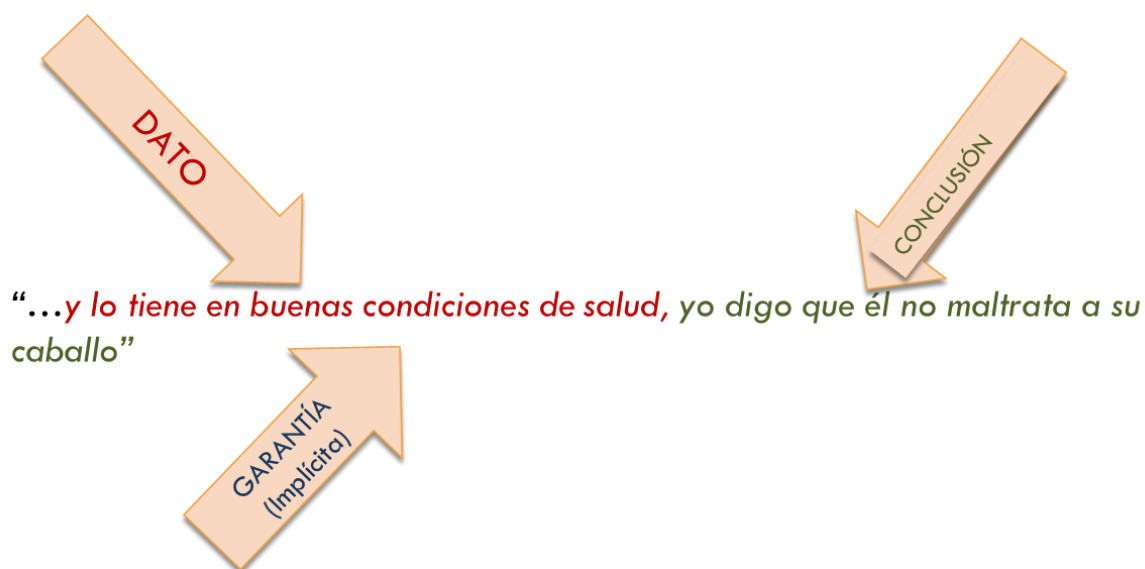 DATO
CONCLUSIÓN
“…y lo tiene en buenas condiciones de salud, yo digo que él no maltrata a su
caballo”
GARANTÍA
(Implícita)